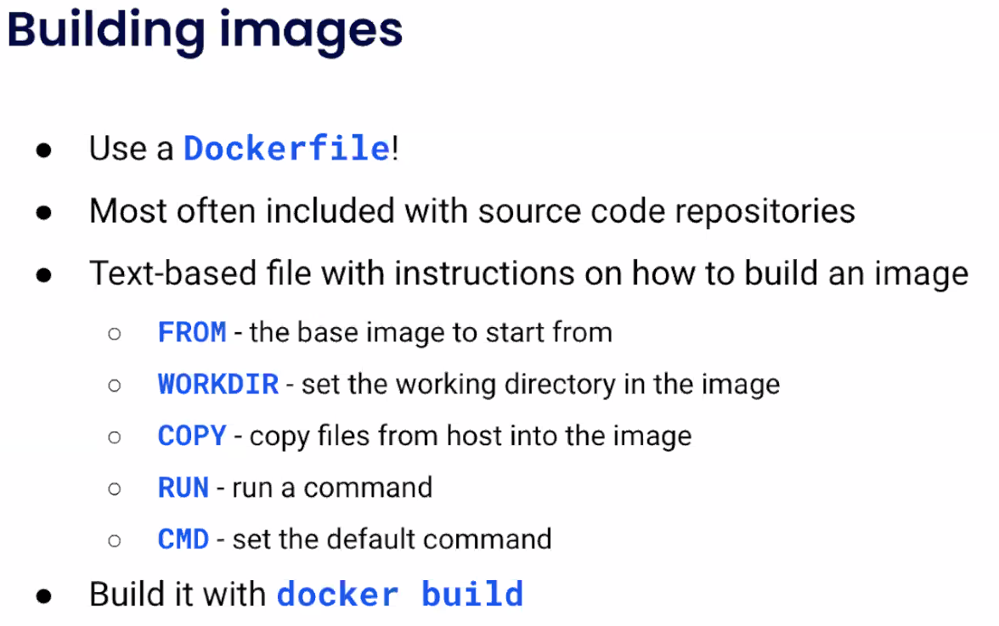 Building images
● Use a Dockerfile!
● Most often included with source code repositories
● Text-based file with instructions on how to build an image
○ FROM - the base image to start from
○ WORKDIR - set the working directory in the image
○ COPY - copy files from host into the image
○ RUN - run a command
○ CMD - set the default command
● Build it with docker build